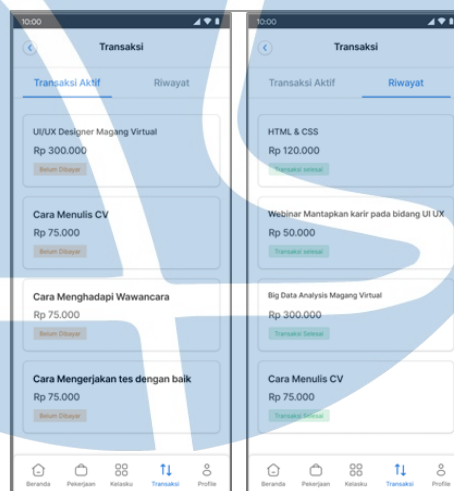 10:00
Transaksi
Transaksi Aktif
Riwayat
UI/UX Designer Magang Virtual
Rp 300.000
Belum Dibayar
Cara Menulis CV
Rp 75.000
Belum Dibayar
Cara Menghadapi Wawancara
Rp 75.000
Belum Dibayar
Cara Mengerjakan tes dengan baik
Rp 75.000
Belum Dibayar
Beranda Pekerjaan Kelasku Transaksi Profile
10:00
Transaksi
Transaksi Aktif
Riwayat
HTML & CSS
Rp 120.000
Transaksi selesai
Webinar Mantapkan karir pada bidang UI UX
Rp 50.000
Transaksi selesai
Big Data Analysis Magang Virtual
Rp 300.000
Transaksi Selesai
Cara Menulis CV
Rp 75.000
Transaksi Selesai
Beranda Pekerjaan Kelasku Transaksi Profile